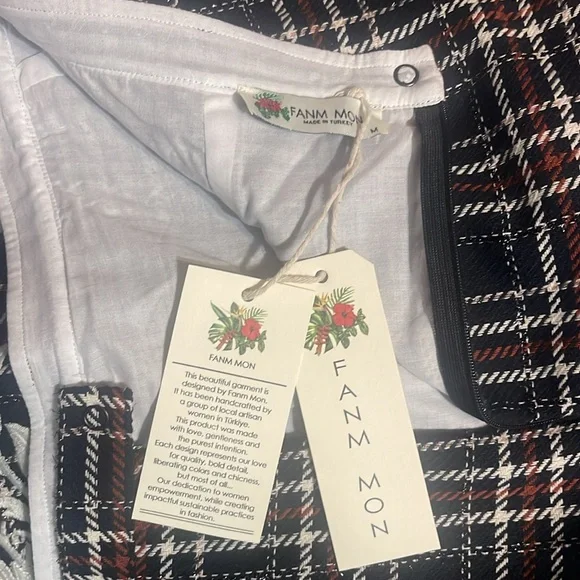 FANM MON
MADE IN TURKEY
M
FANM MON
This beautiful garment is
designed by Fanm Mon.
It has been handcrafted by
a group of local artisan
women in Türkiye.
This product was made
with love, gentleness and
the purest intention.
Each design represents our love
for quality, bold detail,
liberating colors and chicness,
but most of all...
Our dedication to women
empowerment, while creating
impactful sustainable practices
in fashion.
FANM MON